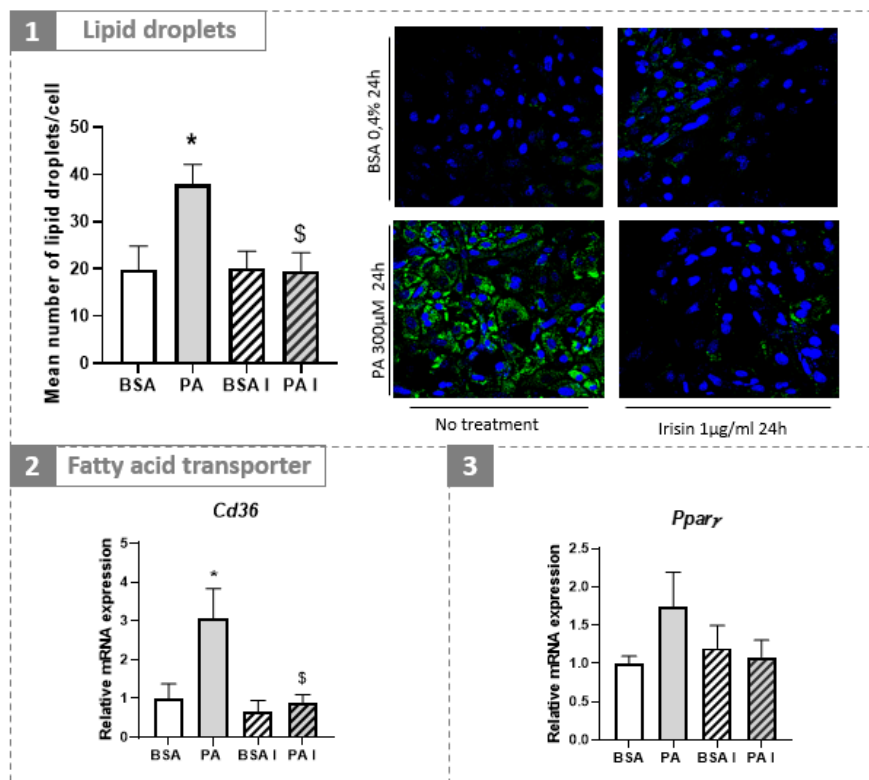 1 Lipid droplets
Mean number of lipid droplets/cell
50
40
30
20
10
0
*
$
BSA PA BSA I PA I
BSA 0,4% 24h
PA 300µM 24h
No treatment
Irisin 1µg/ml 24h
2 Fatty acid transporter
Cd36
Relative mRNA expression
5
4
3
2
1
0
*
$
BSA PA BSA I PA I
3
Pparγ
Relative mRNA expression
2.5
2.0
1.5
1.0
0.5
0.0
BSA PA BSA I PA I